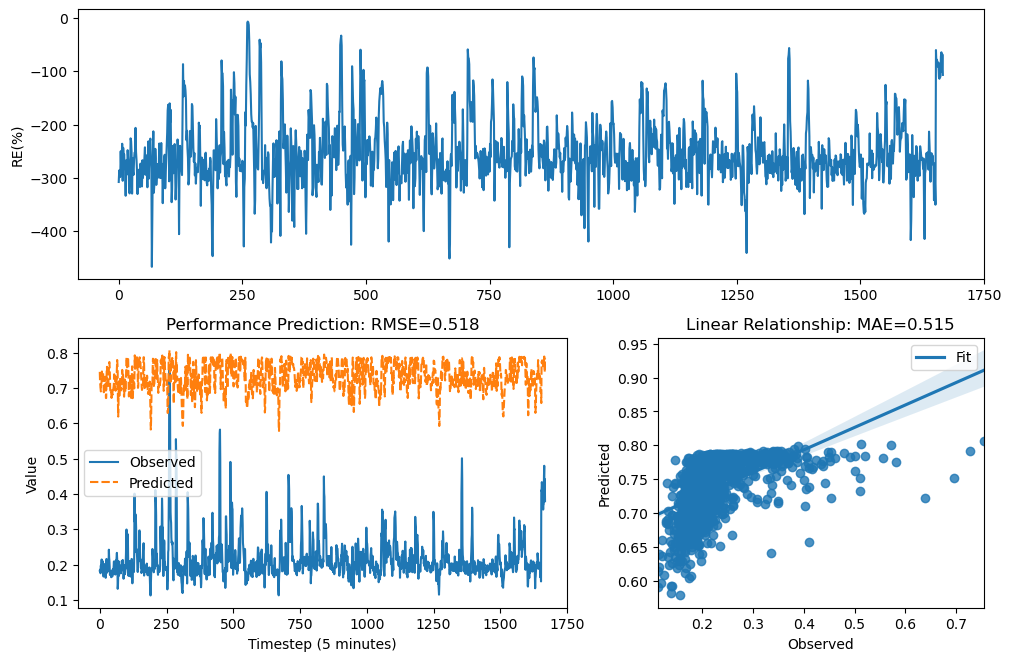 0
−100
−200
−300
−400
RE(%)
0 250 500 750 1000 1250 1500 1750
Performance Prediction: RMSE=0.518
0.8
0.7
0.6
0.5
0.4
0.3
0.2
0.1
Value
Observed
Predicted
0 250 500 750 1000 1250 1500 1750
Timestep (5 minutes)
Linear Relationship: MAE=0.515
0.95
0.90
0.85
0.80
0.75
0.70
0.65
0.60
Predicted
Fit
0.2 0.3 0.4 0.5 0.6 0.7
Observed